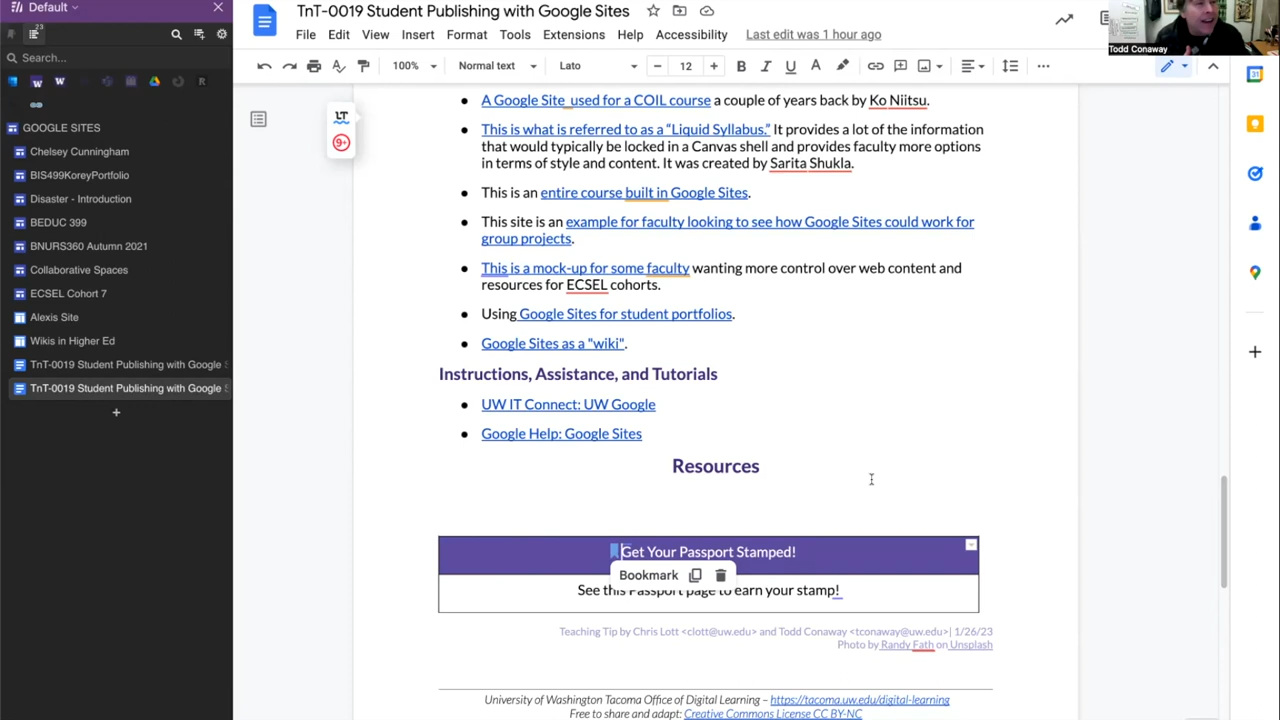 Default
TnT-0019 Student Publishing with Google Sites
File Edit View Insert Format Tools Extensions Help Accessibility Last edit was 1 hour ago
Todd Conaway
23
Search...
100% Normal text Lato 12
GOOGLE SITES
Chelsey Cunningham
BIS499KoreyPortfolio
Disaster - Introduction
BEDUC 399
BNURS360 Autumn 2021
Collaborative Spaces
ECSEL Cohort 7
Alexis Site
Wikis in Higher Ed
TnT-0019 Student Publishing with Google S
TnT-0019 Student Publishing with Google S
LT
9+
A Google Site used for a COIL course a couple of years back by Ko Niitsu.
This is what is referred to as a “Liquid Syllabus.” It provides a lot of the information
that would typically be locked in a Canvas shell and provides faculty more options
in terms of style and content. It was created by Sarita Shukla.
This is an entire course built in Google Sites.
This site is an example for faculty looking to see how Google Sites could work for
group projects.
This is a mock-up for some faculty wanting more control over web content and
resources for ECSEL cohorts.
Using Google Sites for student portfolios.
Google Sites as a "wiki".
Instructions, Assistance, and Tutorials
UW IT Connect: UW Google
Google Help: Google Sites
Resources
Get Your Passport Stamped!
Bookmark
See this Passport page to earn your stamp!
Teaching Tip by Chris Lott <clott@uw.edu> and Todd Conaway <tconaway@uw.edu>| 1/26/23
Photo by Randy Fath on Unsplash
University of Washington Tacoma Office of Digital Learning – https://tacoma.uw.edu/digital-learning
Free to share and adapt: Creative Commons License CC BY-NC